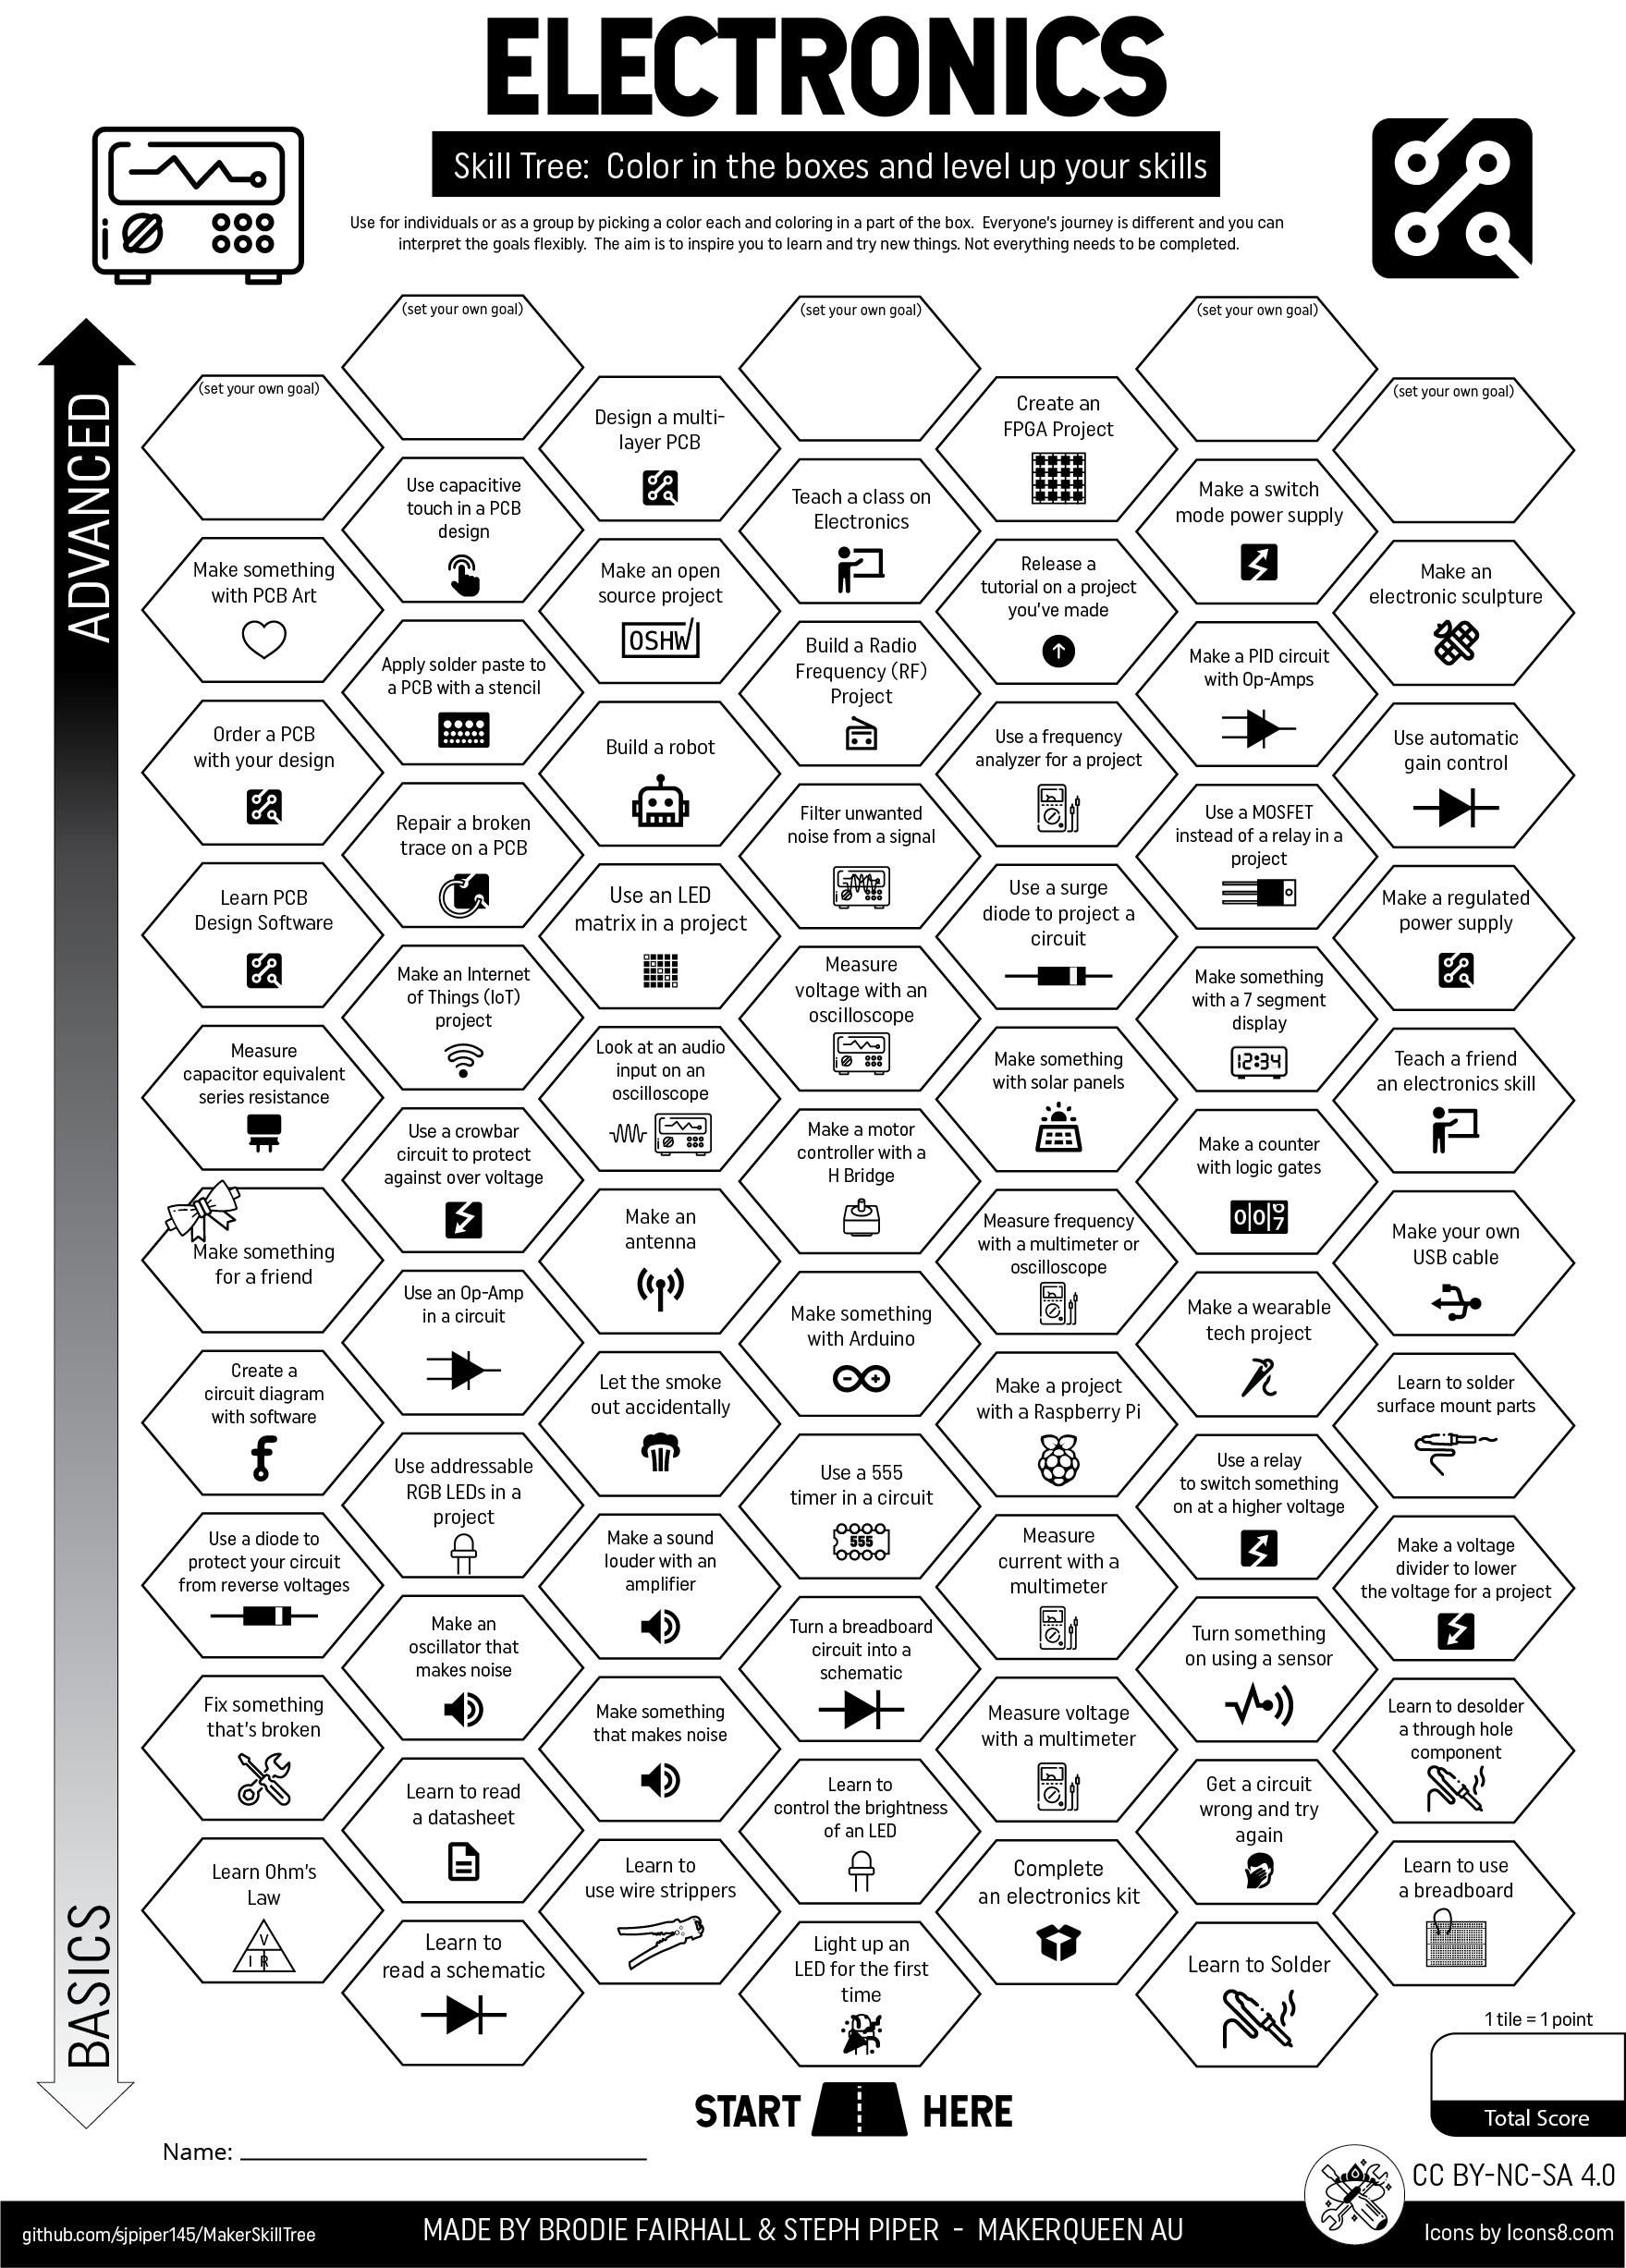 ELECTRONICS
Skill Tree:  Color in the boxes and level up your skills
Use for individuals or as a group by picking a color each and coloring in a part of the box.  Everyone's journey is different and you can
interpret the goals flexibly.  The aim is to inspire you to learn and try new things. Not everything needs to be completed.
ADVANCED
BASICS
(set your own goal)
Make something
with PCB Art
Order a PCB
with your design
Learn PCB
Design Software
Measure
capacitor equivalent
series resistance
Make something
for a friend
Create a
circuit diagram
with software
Use a diode to
protect your circuit
from reverse voltages
Fix something
that's broken
Learn Ohm's
Law
V
I R
(set your own goal)
Use capacitive
touch in a PCB
design
Apply solder paste to
a PCB with a stencil
Repair a broken
trace on a PCB
Make an Internet
of Things (IoT)
project
Use a crowbar
circuit to protect
against over voltage
Use an Op-Amp
in a circuit
Use addressable
RGB LEDs in a
project
Make an
oscillator that
makes noise
Learn to read
a datasheet
Learn to
read a schematic
Design a multi-
layer PCB
Make an open
source project
OSHW
Build a robot
Use an LED
matrix in a project
Look at an audio
input on an
oscilloscope
Make an
antenna
Let the smoke
out accidentally
Make a sound
louder with an
amplifier
Make something
that makes noise
Learn to
use wire strippers
(set your own goal)
Teach a class on
Electronics
Build a Radio
Frequency (RF)
Project
Filter unwanted
noise from a signal
Measure
voltage with an
oscilloscope
Make a motor
controller with a
H Bridge
Make something
with Arduino
Use a 555
timer in a circuit
555
Turn a breadboard
circuit into a
schematic
Learn to
control the brightness
of an LED
Light up an
LED for the first
time
Create an
FPGA Project
Release a
tutorial on a project
you've made
Use a frequency
analyzer for a project
Use a surge
diode to project a
circuit
Make something
with solar panels
Measure frequency
with a multimeter or
oscilloscope
Make a project
with a Raspberry Pi
Measure
current with a
multimeter
Measure voltage
with a multimeter
Complete
an electronics kit
(set your own goal)
Make a switch
mode power supply
Make a PID circuit
with Op-Amps
Use a MOSFET
instead of a relay in a
project
Make something
with a 7 segment
display
12:34
Make a counter
with logic gates
007
Make a wearable
tech project
Use a relay
to switch something
on at a higher voltage
Turn something
on using a sensor
Get a circuit
wrong and try
again
Learn to Solder
(set your own goal)
Make an
electronic sculpture
Use automatic
gain control
Make a regulated
power supply
Teach a friend
an electronics skill
Make your own
USB cable
Learn to solder
surface mount parts
Make a voltage
divider to lower
the voltage for a project
Learn to desolder
a through hole
component
Learn to use
a breadboard
START HERE
1 tile = 1 point
Total Score
Name:
CC BY-NC-SA 4.0
github.com/sjpiper145/MakerSkillTree
MADE BY BRODIE FAIRHALL & STEPH PIPER  -  MAKERQUEEN AU
Icons by Icons8.com